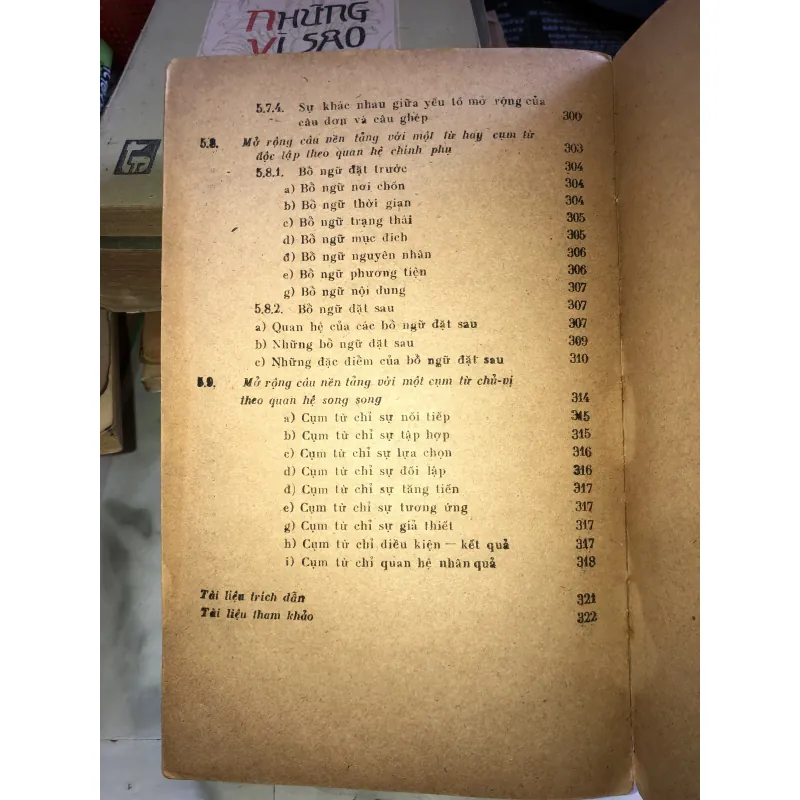 NHỮNG
VÌ SAO
5.7.4. Sự khác nhau giữa yếu tố mở rộng của
câu đơn và câu ghép 300
5.8. Mở rộng câu nền tảng với một từ hay cụm từ
độc lập theo quan hệ chính phụ 303
5.8.1. Bổ ngữ đặt trước 304
a) Bổ ngữ nơi chốn 304
b) Bổ ngữ thời gian 304
c) Bổ ngữ trạng thái 305
d) Bổ ngữ mục đích 305
đ) Bổ ngữ nguyên nhân 306
e) Bổ ngữ phương tiện 306
g) Bổ ngữ nội dung 307
5.8.2. Bổ ngữ đặt sau 307
a) Quan hệ của các bổ ngữ đặt sau 307
b) Những bổ ngữ đặt sau 309
c) Những đặc điểm của bổ ngữ đặt sau 310
5.9. Mở rộng câu nền tảng với một cụm từ chủ-vị
theo quan hệ song song 314
a) Cụm từ chỉ sự nối tiếp 315
b) Cụm từ chỉ sự tập hợp 315
c) Cụm từ chỉ sự lựa chọn 316
d) Cụm từ chỉ sự đối lập 316
đ) Cụm từ chỉ sự tăng tiến 317
e) Cụm từ chỉ sự tương ứng 317
g) Cụm từ chỉ sự giả thiết 317
h) Cụm từ chỉ điều kiện — kết quả 317
i) Cụm từ chỉ quan hệ nhân quả 318
Tài liệu trích dẫn 321
Tài liệu tham khảo 322